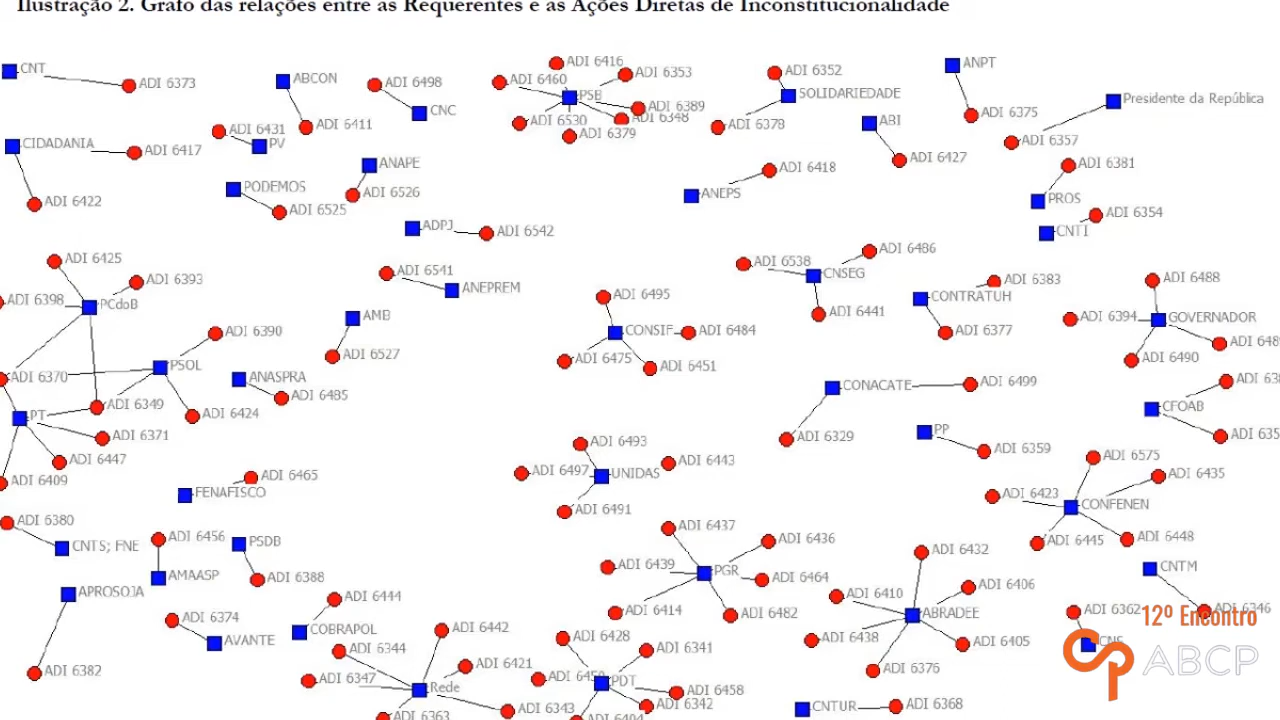 Ilustração 2. Grafo das relações entre as Requerentes e as Ações Diretas de Inconstitucionalidade
CNT
ADI 6373
ABCON
ADI 6498
CNC
ADI 6411
ADI 6431
PV
CIDADANIA
ADI 6417
ADI 6422
PODEMOS
ADI 6525
ANAPE
ADI 6526
ADPJ
ADI 6542
ADI 6541
ANEPREM
AMB
ADI 6527
ADI 6416
ADI 6460
ADI 6353
PSB
ADI 6389
ADI 6348
ADI 6530
ADI 6379
ADI 6352
SOLIDARIEDADE
ADI 6378
ABI
ADI 6427
ADI 6418
ANEPS
ANPT
ADI 6375
Presidente da República
ADI 6357
ADI 6381
PROS
ADI 6354
CNTI
ADI 6425
ADI 6393
ADI 6398
PCdoB
ADI 6390
PSOL
ADI 6370
ADI 6349
ADI 6424
PT
ADI 6371
ADI 6447
ADI 6409
ANASPRA
ADI 6485
ADI 6465
FENAFISCO
ADI 6486
ADI 6538
CNSEG
ADI 6441
ADI 6495
CONSIF
ADI 6484
ADI 6475
ADI 6451
ADI 6383
CONTRATUH
ADI 6377
ADI 6488
ADI 6394
GOVERNADOR
ADI 6490
CONACATE
ADI 6499
ADI 6329
PP
ADI 6359
CFOAB
ADI 6493
ADI 6497
UNIDAS
ADI 6443
ADI 6491
ADI 6575
ADI 6435
ADI 6423
CONFENEN
ADI 6445
ADI 6448
ADI 6380
CNTS; FNE
ADI 6456
AMAASP
PSDB
ADI 6388
APROSOJA
ADI 6382
ADI 6374
AVANTE
ADI 6444
COBRAPOL
ADI 6437
ADI 6436
ADI 6439
PGR
ADI 6464
ADI 6414
ADI 6482
ADI 6432
ADI 6406
ADI 6410
ABRADEE
ADI 6438
ADI 6405
ADI 6376
CNTM
ADI 6346
ADI 6362
CNS
ADI 6442
ADI 6344
ADI 6421
ADI 6347
Rede
ADI 6343
ADI 6363
ADI 6428
ADI 6341
PDT
ADI 6458
ADI 6342
CNTUR
ADI 6368
12º Encontro
ABCP